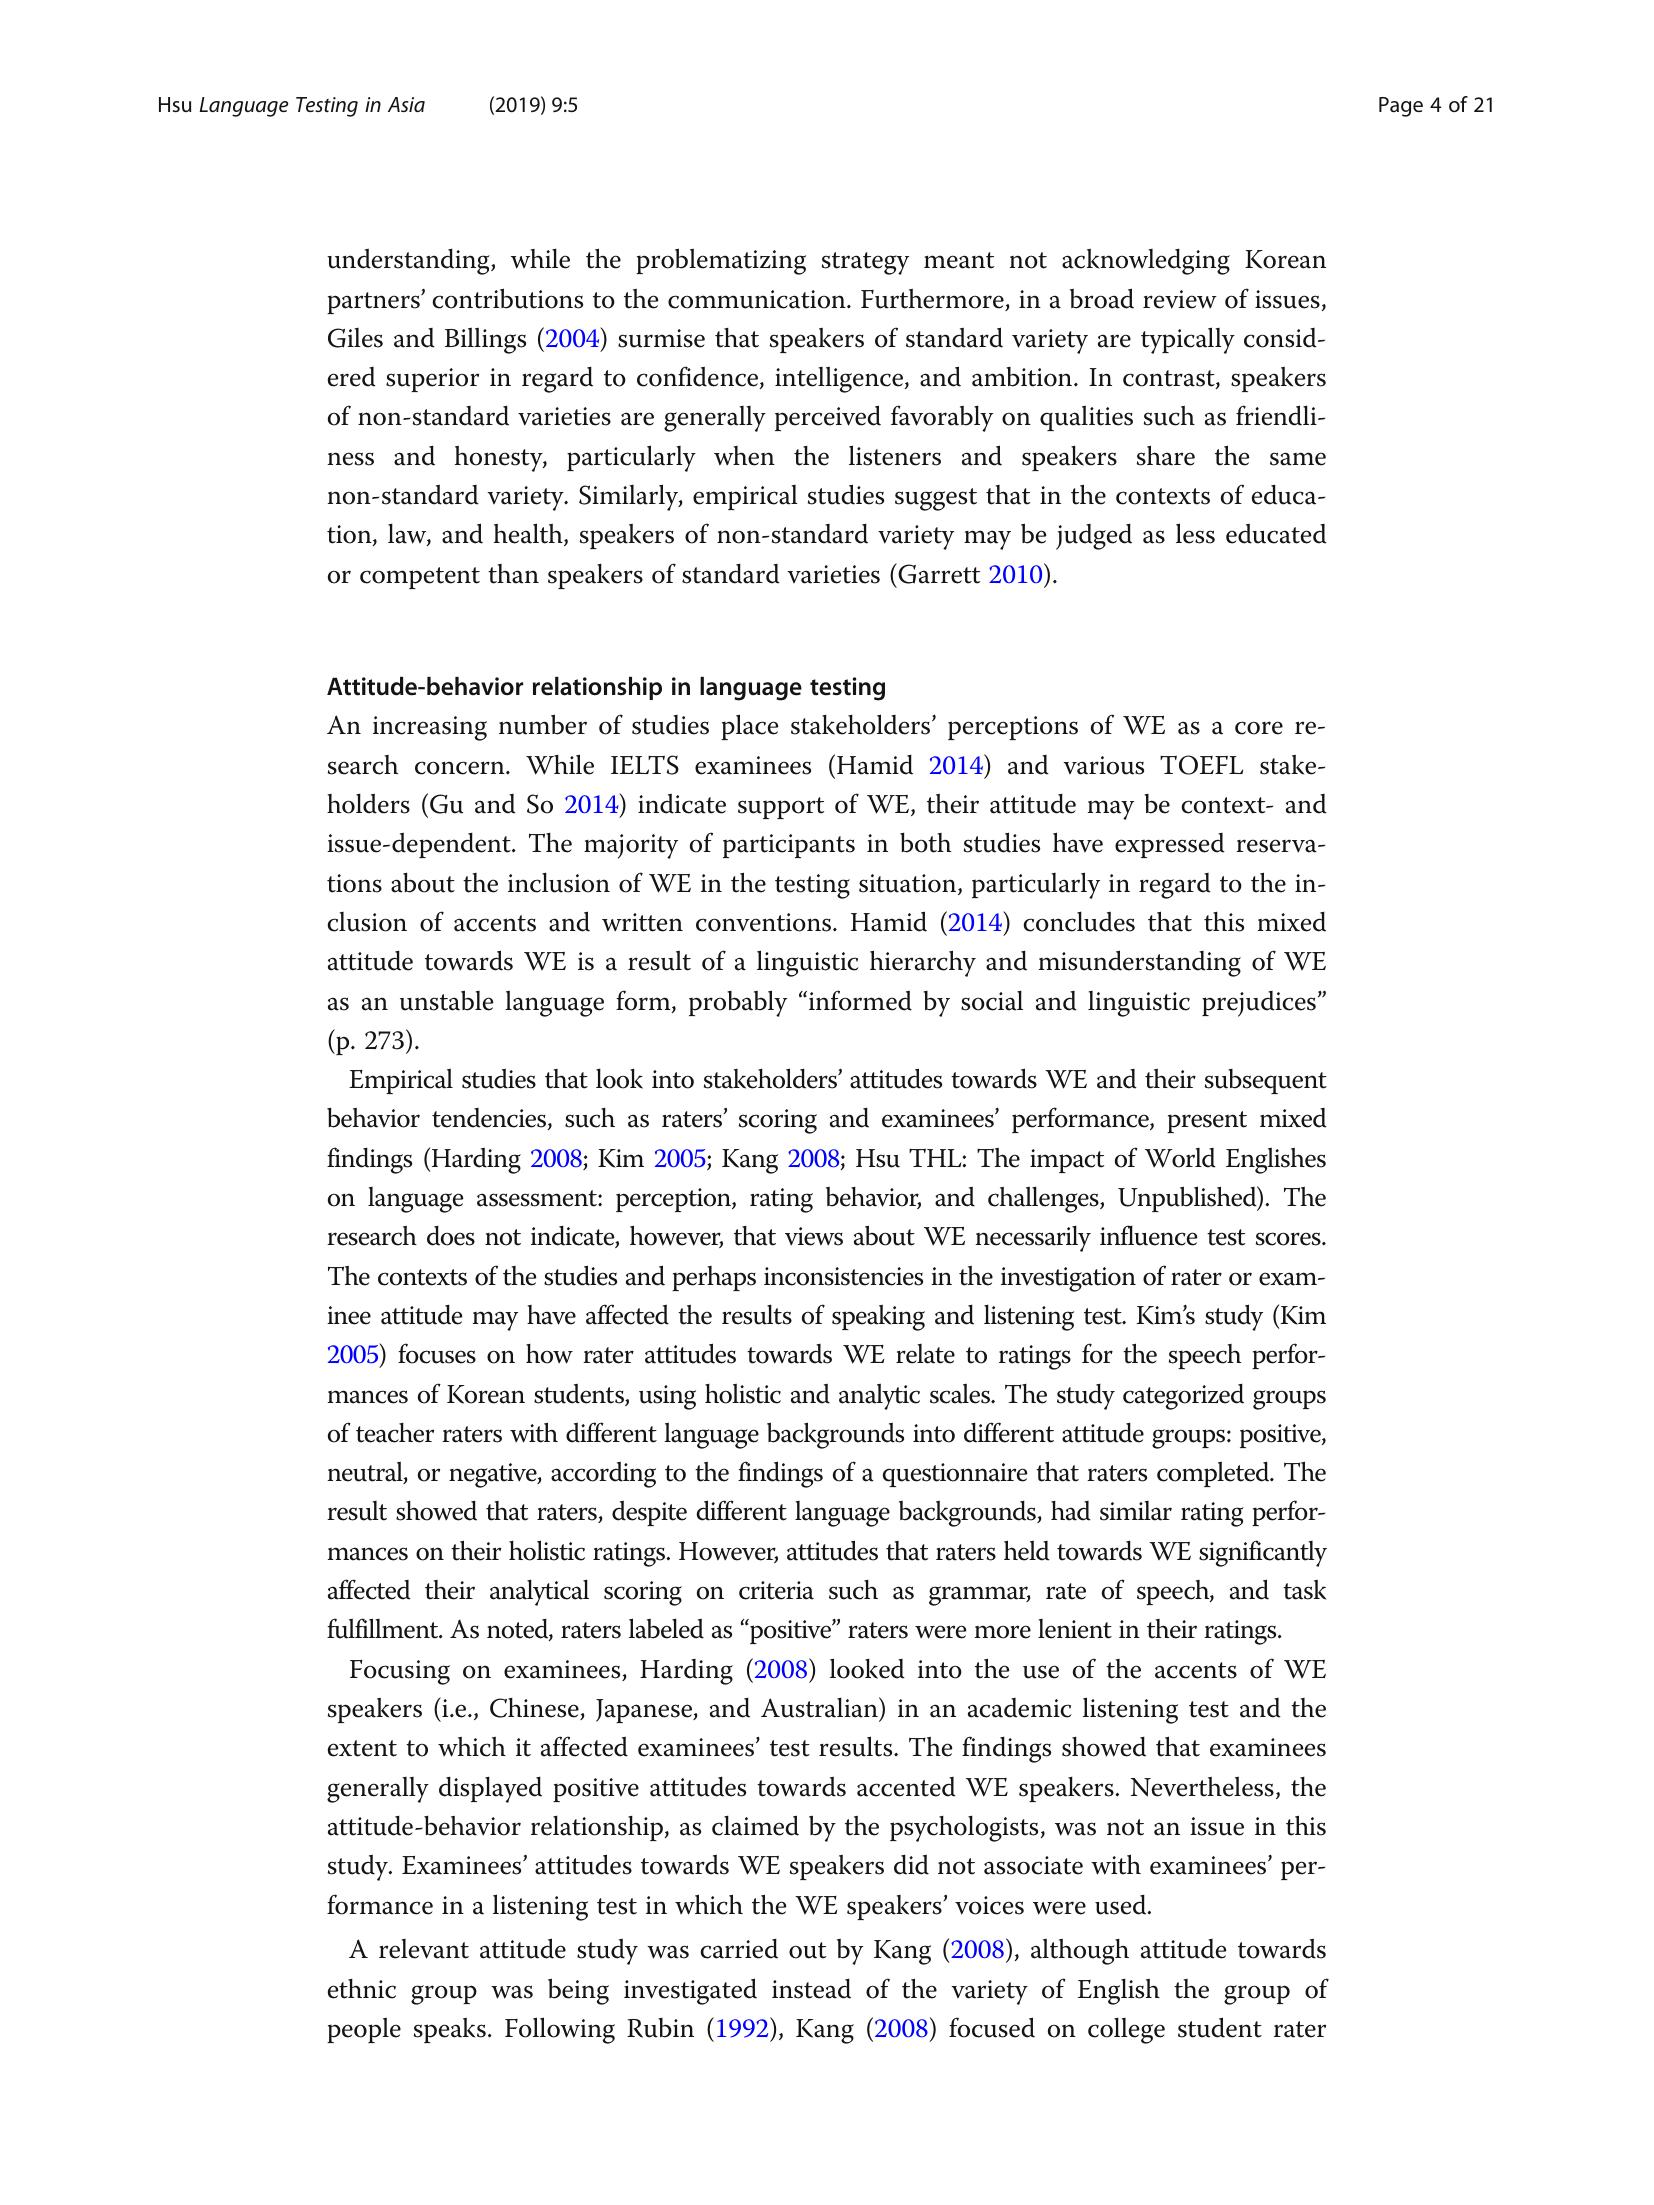 Hsu Language Testing in Asia (2019) 9:5 Page 4 of 21
understanding, while the problematizing strategy meant not acknowledging Korean
partners’ contributions to the communication. Furthermore, in a broad review of issues,
Giles and Billings (2004) surmise that speakers of standard variety are typically consid-
ered superior in regard to confidence, intelligence, and ambition. In contrast, speakers
of non-standard varieties are generally perceived favorably on qualities such as friendli-
ness and honesty, particularly when the listeners and speakers share the same
non-standard variety. Similarly, empirical studies suggest that in the contexts of educa-
tion, law, and health, speakers of non-standard variety may be judged as less educated
or competent than speakers of standard varieties (Garrett 2010).
Attitude-behavior relationship in language testing
An increasing number of studies place stakeholders’ perceptions of WE as a core re-
search concern. While IELTS examinees (Hamid 2014) and various TOEFL stake-
holders (Gu and So 2014) indicate support of WE, their attitude may be context- and
issue-dependent. The majority of participants in both studies have expressed reserva-
tions about the inclusion of WE in the testing situation, particularly in regard to the in-
clusion of accents and written conventions. Hamid (2014) concludes that this mixed
attitude towards WE is a result of a linguistic hierarchy and misunderstanding of WE
as an unstable language form, probably “informed by social and linguistic prejudices”
(p. 273).
Empirical studies that look into stakeholders’ attitudes towards WE and their subsequent
behavior tendencies, such as raters’ scoring and examinees’ performance, present mixed
findings (Harding 2008; Kim 2005; Kang 2008; Hsu THL: The impact of World Englishes
on language assessment: perception, rating behavior, and challenges, Unpublished). The
research does not indicate, however, that views about WE necessarily influence test scores.
The contexts of the studies and perhaps inconsistencies in the investigation of rater or exam-
inee attitude may have affected the results of speaking and listening test. Kim’s study (Kim
2005) focuses on how rater attitudes towards WE relate to ratings for the speech perfor-
mances of Korean students, using holistic and analytic scales. The study categorized groups
of teacher raters with different language backgrounds into different attitude groups: positive,
neutral, or negative, according to the findings of a questionnaire that raters completed. The
result showed that raters, despite different language backgrounds, had similar rating perfor-
mances on their holistic ratings. However, attitudes that raters held towards WE significantly
affected their analytical scoring on criteria such as grammar, rate of speech, and task
fulfillment. As noted, raters labeled as “positive” raters were more lenient in their ratings.
Focusing on examinees, Harding (2008) looked into the use of the accents of WE
speakers (i.e., Chinese, Japanese, and Australian) in an academic listening test and the
extent to which it affected examinees’ test results. The findings showed that examinees
generally displayed positive attitudes towards accented WE speakers. Nevertheless, the
attitude-behavior relationship, as claimed by the psychologists, was not an issue in this
study. Examinees’ attitudes towards WE speakers did not associate with examinees’ per-
formance in a listening test in which the WE speakers’ voices were used.
A relevant attitude study was carried out by Kang (2008), although attitude towards
ethnic group was being investigated instead of the variety of English the group of
people speaks. Following Rubin (1992), Kang (2008) focused on college student rater